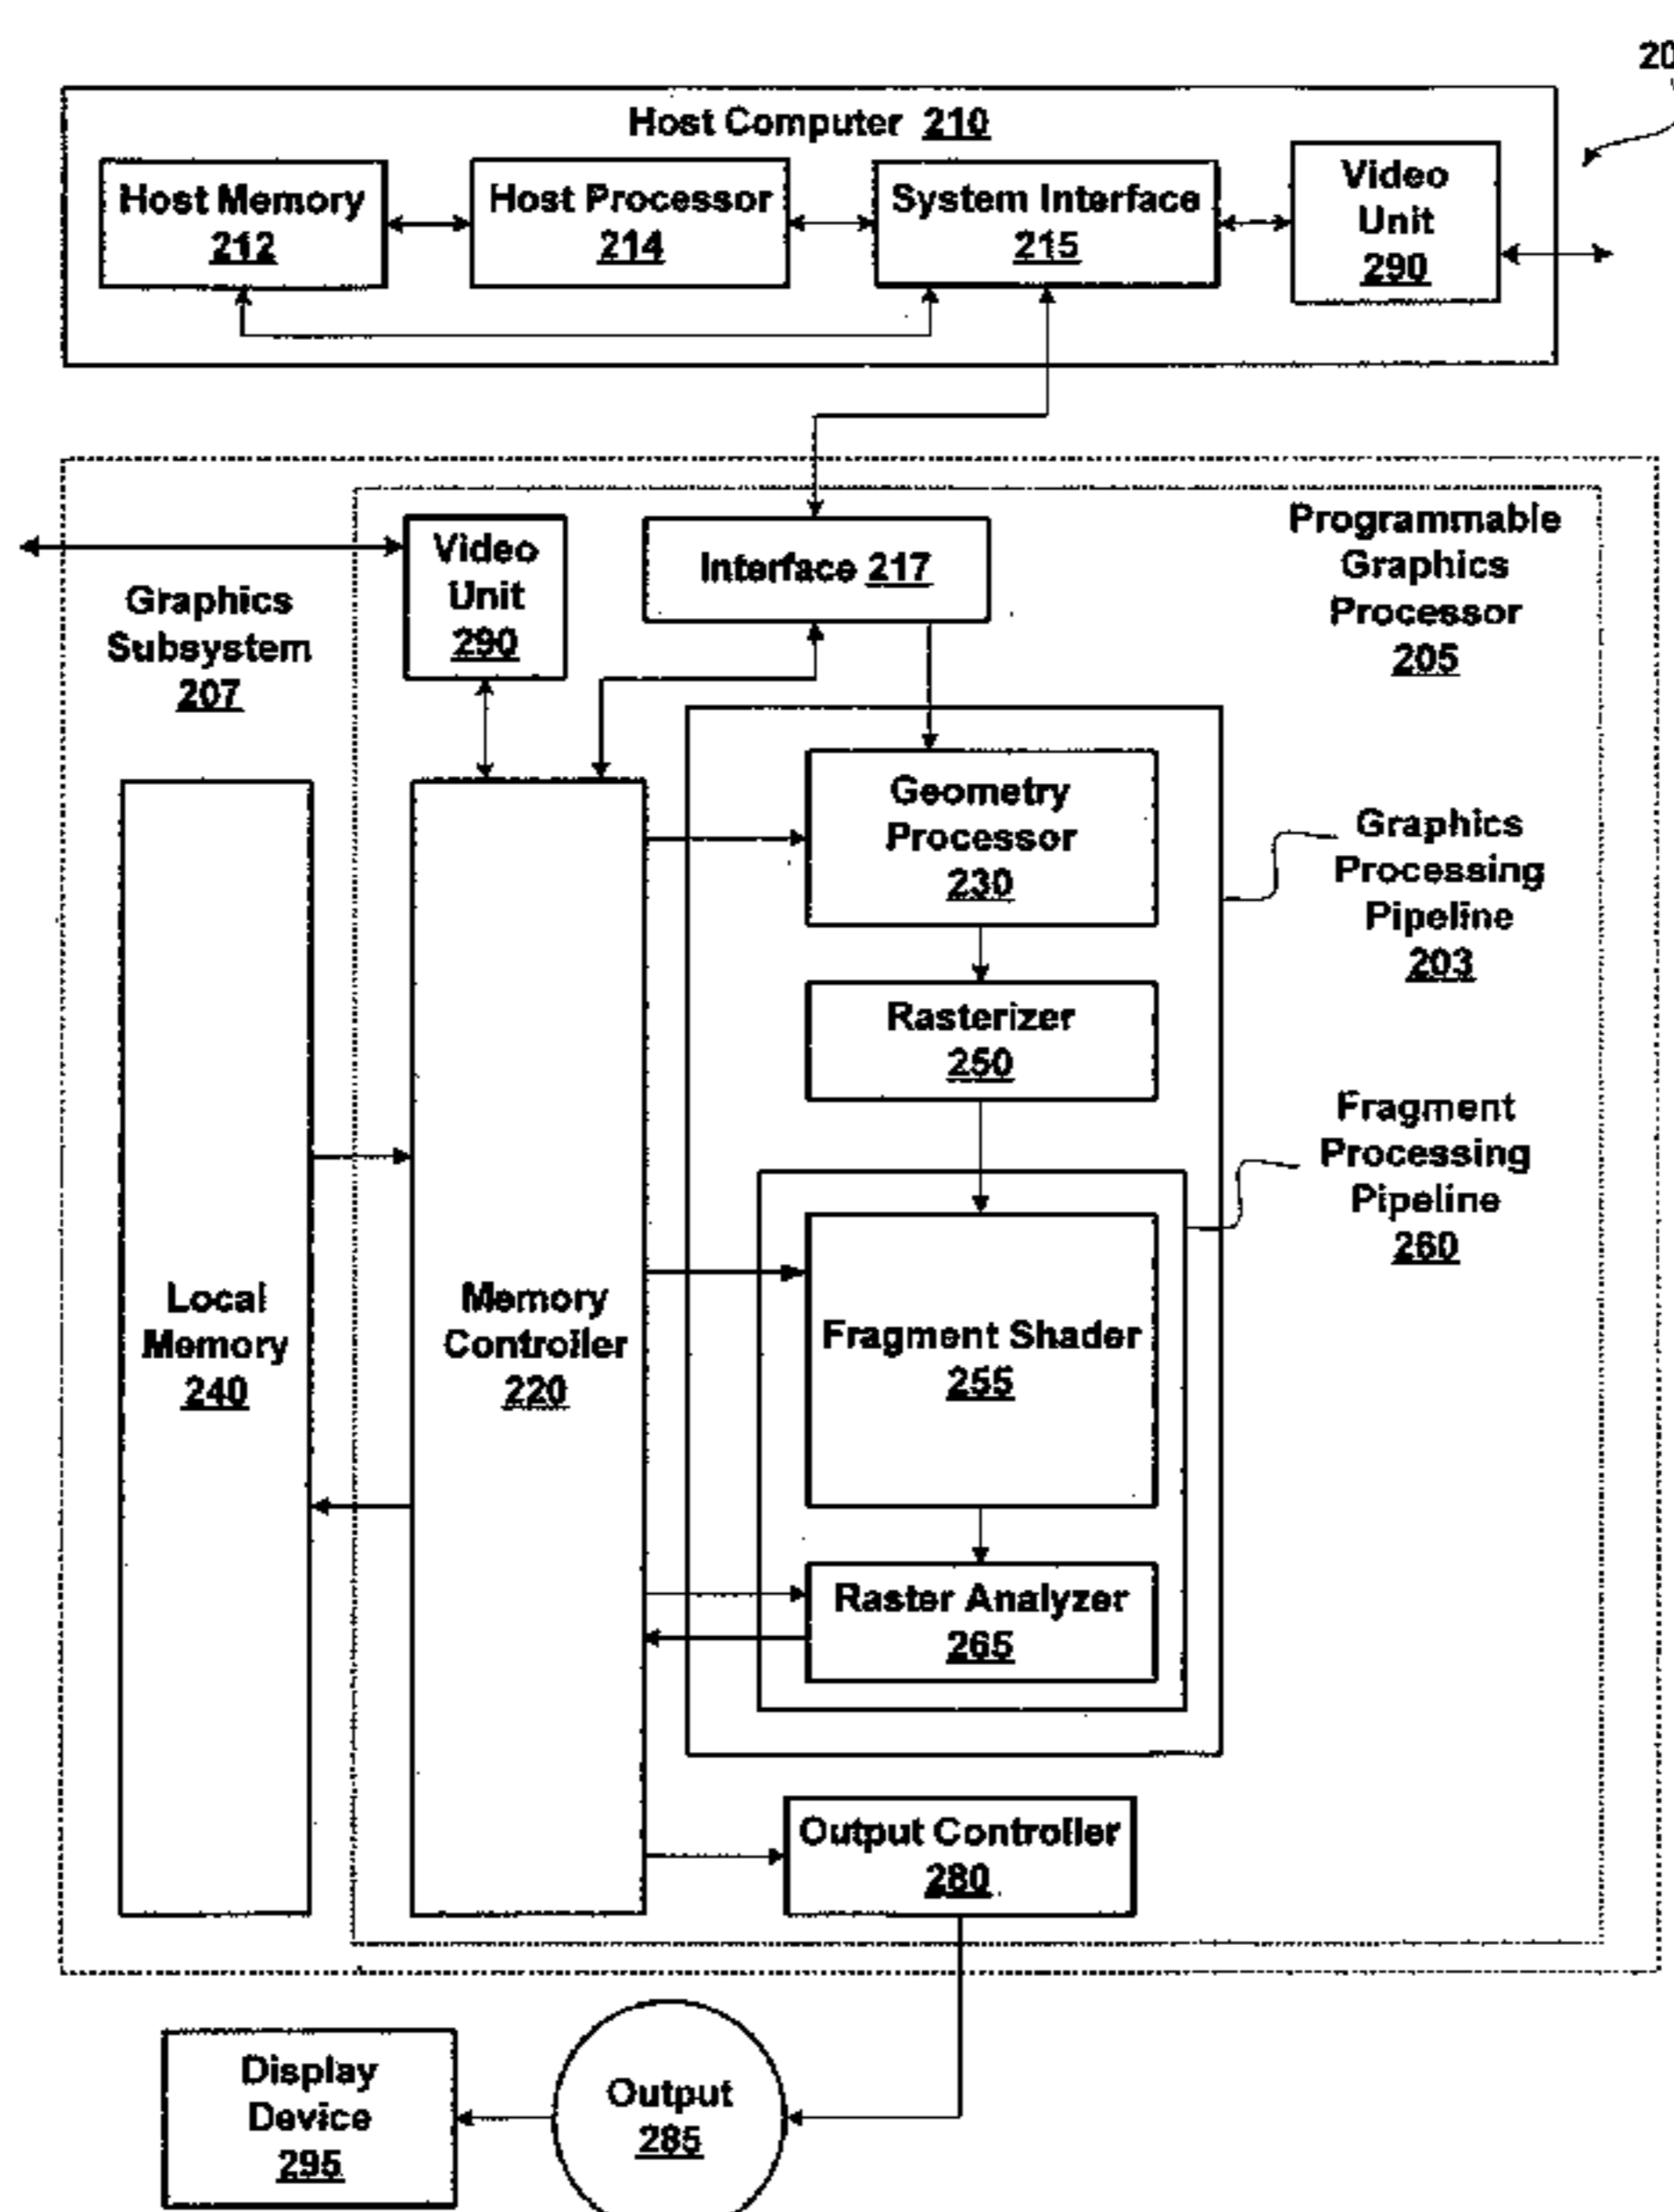 20
Host Computer 210
Host Memory
212
Host Processor
214
System Interface
215
Video
Unit
290
Graphics
Subsystem
207
Video
Unit
290
Interface 217
Programmable
Graphics
Processor
205
Geometry
Processor
230
Graphics
Processing
Pipeline
203
Rasterizer
250
Fragment
Processing
Pipeline
260
Local
Memory
240
Memory
Controller
220
Fragment Shader
255
Raster Analyzer
265
Output Controller
280
Display
Device
295
Output
285